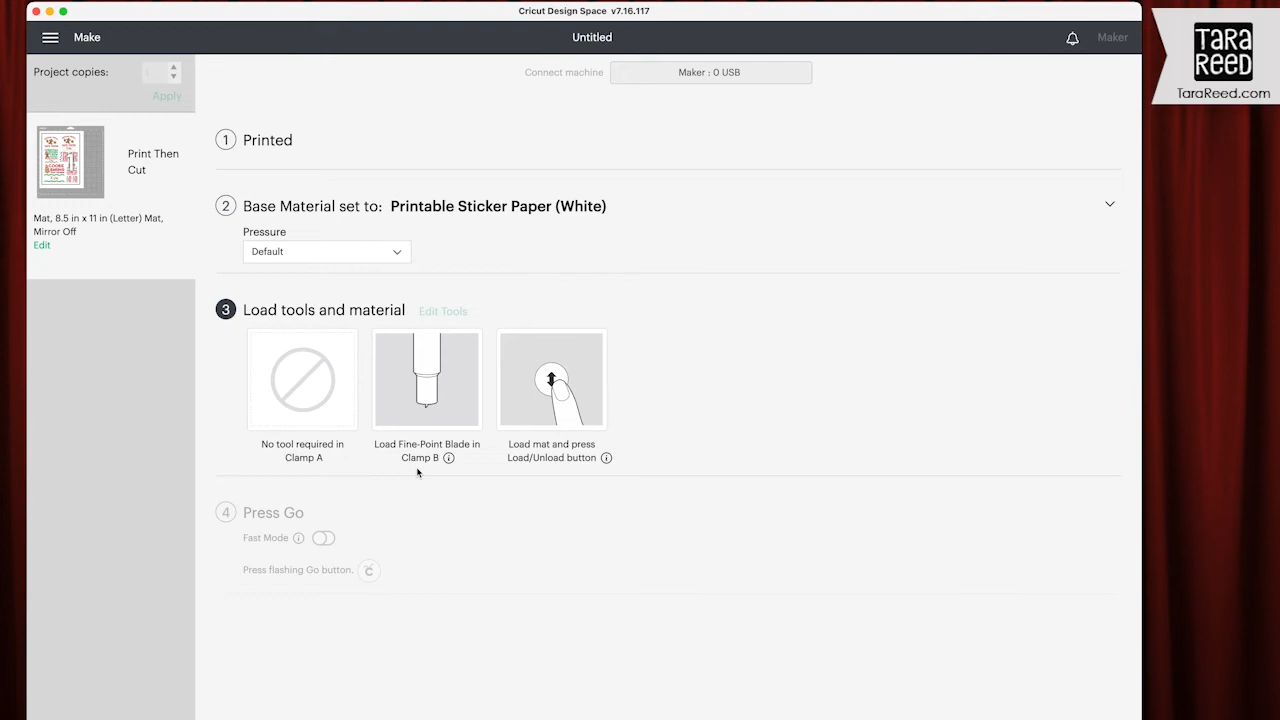 Cricut Design Space v7.16.117
Make
Untitled
Maker
TARA
REED
TaraReed.com
Project copies:
Apply
Connect machine
Maker : 0 USB
Print Then
Cut
Mat, 8.5 in x 11 in (Letter) Mat,
Mirror Off
Edit
1 Printed
2 Base Material set to: Printable Sticker Paper (White)
Pressure
Default
3 Load tools and material Edit Tools
No tool required in
Clamp A
Load Fine-Point Blade in
Clamp B
Load mat and press
Load/Unload button
4 Press Go
Fast Mode
Press flashing Go button.